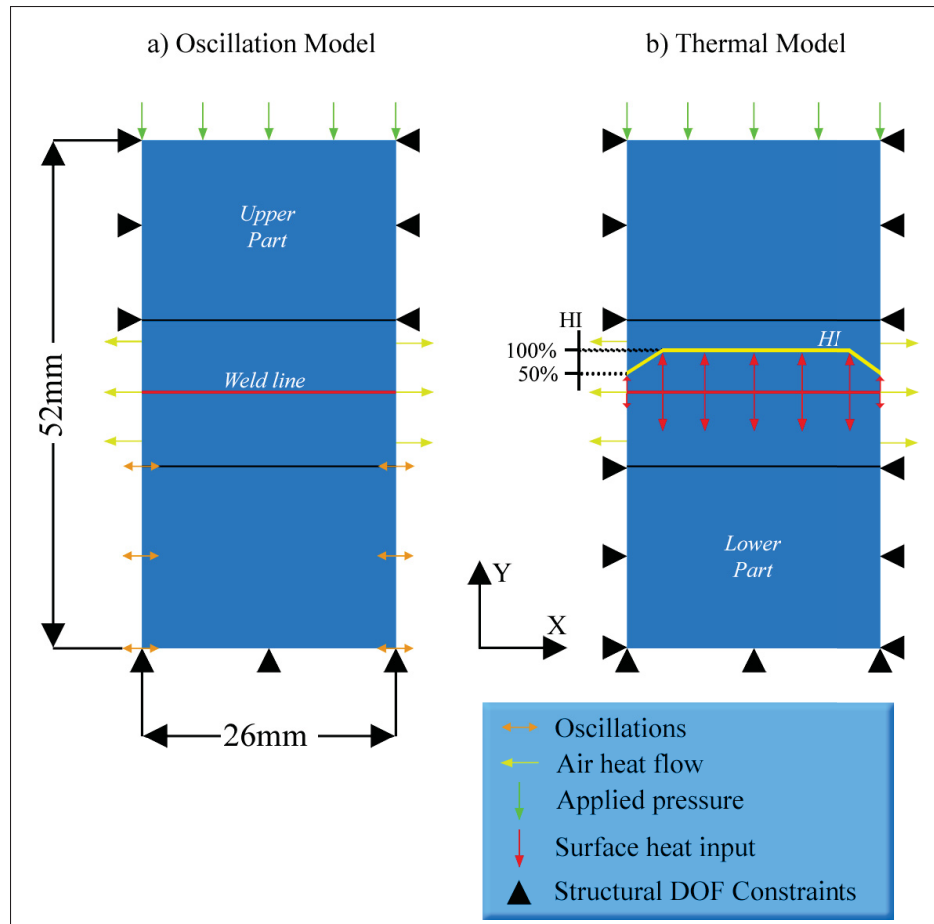 a) Oscillation Model
b) Thermal Model
Upper
Part
Weld line
52mm
26mm
HI
100%
50%
HI
Lower
Part
Y
X
Oscillations
Air heat flow
Applied pressure
Surface heat input
Structural DOF Constraints